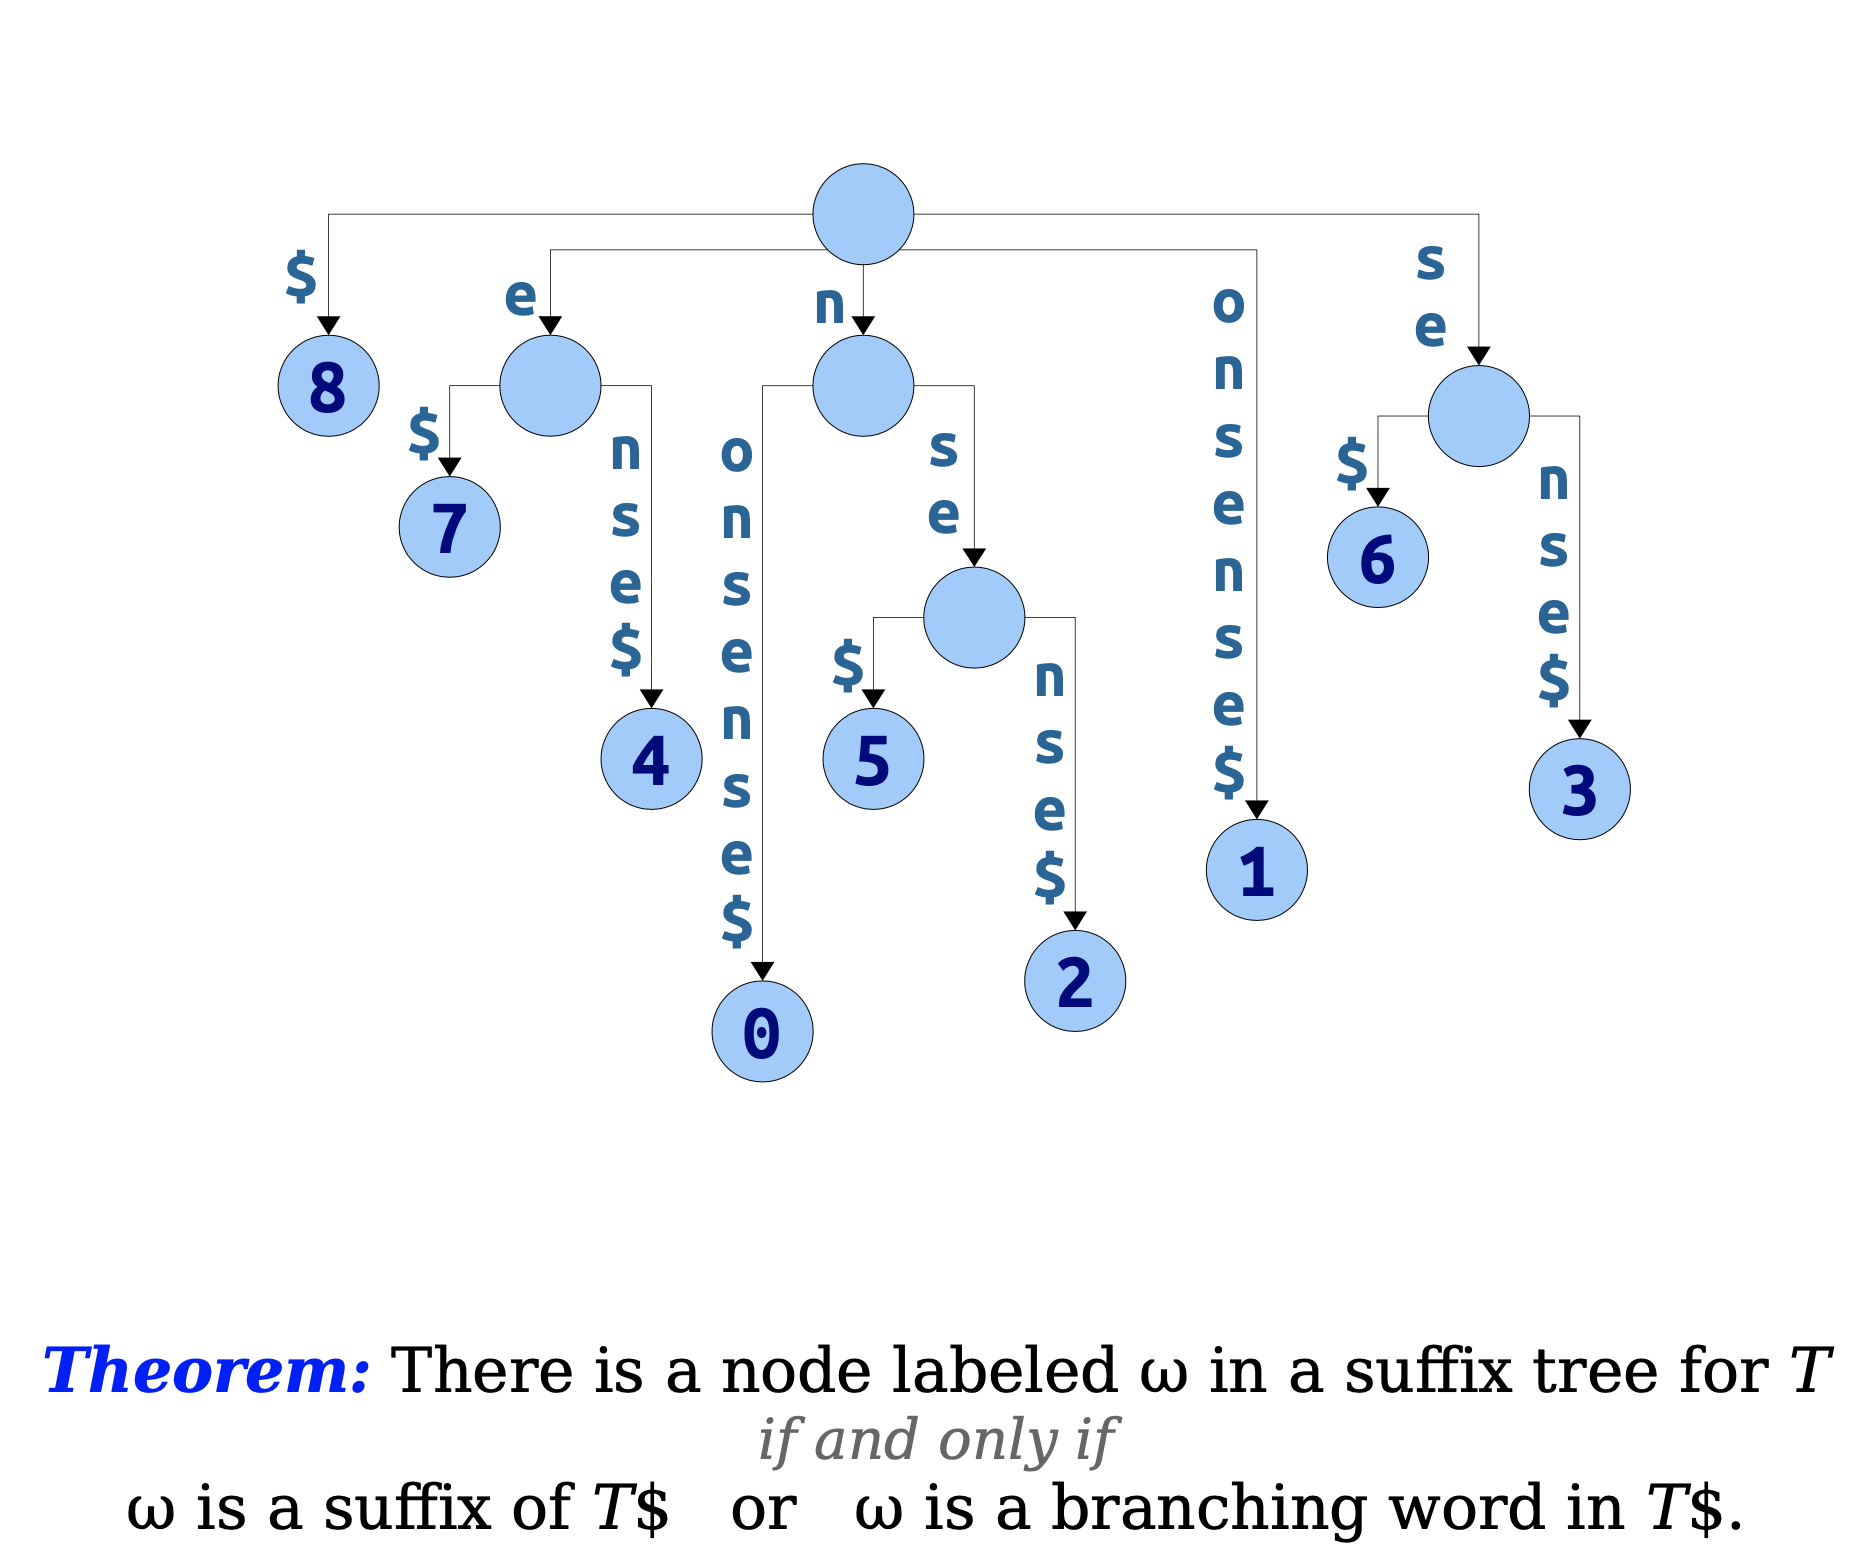 $
e
n
onsense$
se
8
$
nse$
onsense$
se
$
nse$
7
6
$
nse$
4
5
3
1
2
0
Theorem: There is a node labeled ω in a suffix tree for T
if and only if
ω is a suffix of T$ or ω is a branching word in T$.